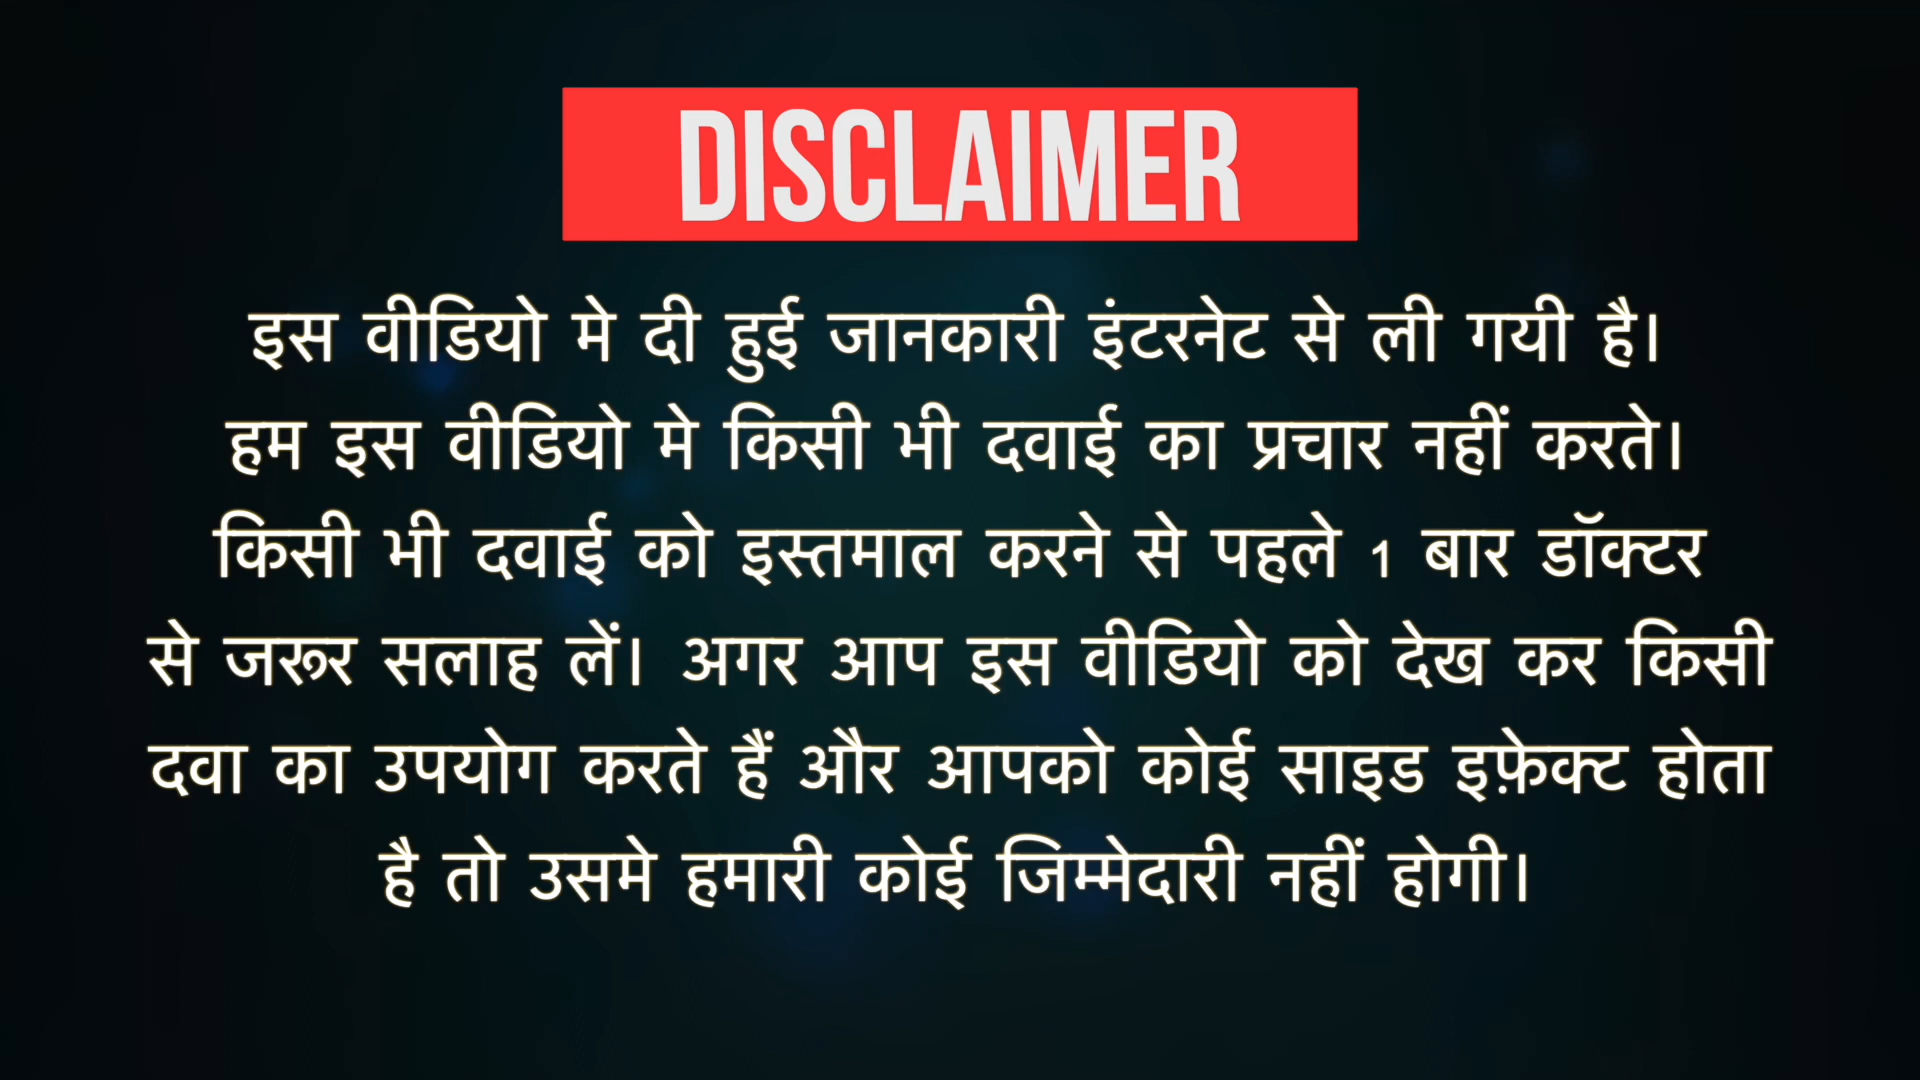 DISCLAIMER
इस वीडियो मे दी हुई जानकारी इंटरनेट से ली गयी है।
हम इस वीडियो मे किसी भी दवाई का प्रचार नहीं करते।
किसी भी दवाई को इस्तमाल करने से पहले 1 बार डॉक्टर
से जरूर सलाह लें। अगर आप इस वीडियो को देख कर किसी
दवा का उपयोग करते हैं और आपको कोई साइड इफ़ेक्ट होता
है तो उसमे हमारी कोई जिम्मेदारी नहीं होगी।